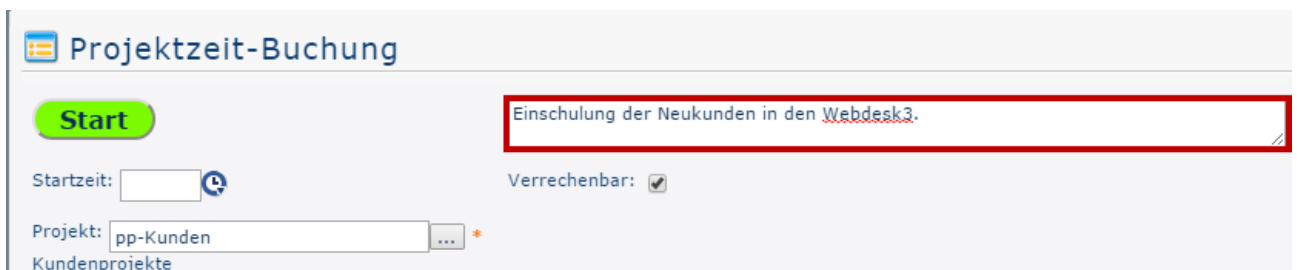 Projektzeit-Buchung
Start
Einschulung der Neukunden in den Webdesk3.
Startzeit:
Verrechenbar:
Projekt: pp-Kunden ... *
Kundenprojekte